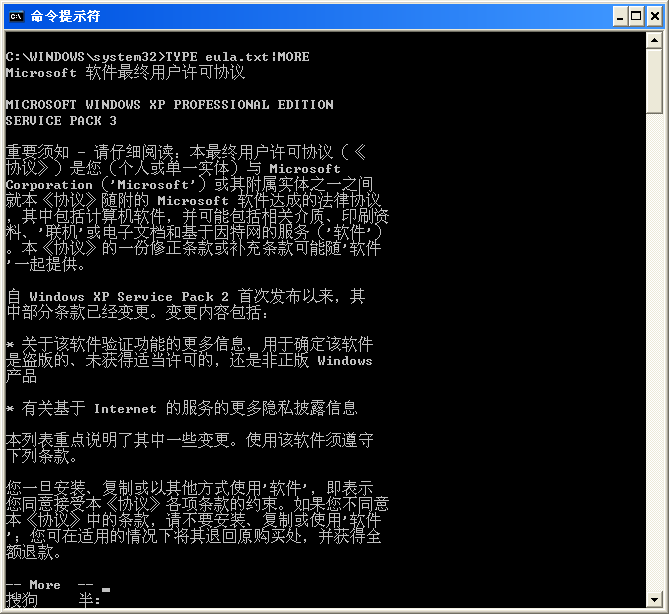 命令提示符
C:\WINDOWS\system32>TYPE eula.txt|MORE
Microsoft 软件最终用户许可协议
MICROSOFT WINDOWS XP PROFESSIONAL EDITION
SERVICE PACK 3
重要须知 - 请仔细阅读：本最终用户许可协议（《
协议》）是您（个人或单一实体）与 Microsoft
Corporation（'Microsoft'）或其附属实体之一之间
就本《协议》随附的 Microsoft 软件达成的法律协议
，其中包括计算机软件，并可能包括相关介质、印刷资
料、'联机'或电子文档和基于因特网的服务（'软件'）
。本《协议》的一份修正条款或补充条款可能随'软件
'一起提供。
自 Windows XP Service Pack 2 首次发布以来，其
中部分条款已经变更。变更内容包括：
* 关于该软件验证功能的更多信息，用于确定该软件
是盗版的、未获得适当许可的，还是非正版 Windows
产品
* 有关基于 Internet 的服务的更多隐私披露信息
本列表重点说明了其中一些变更。使用该软件须遵守
下列条款。
您一旦安装、复制或以其他方式使用'软件'，即表示
您同意接受本《协议》各项条款的约束。如果您不同意
本《协议》中的条款，请不要安装、复制或使用'软件
'；您可在适用的情况下将其退回原购买处，并获得全
额退款。
-- More  -- _
搜狗 半: